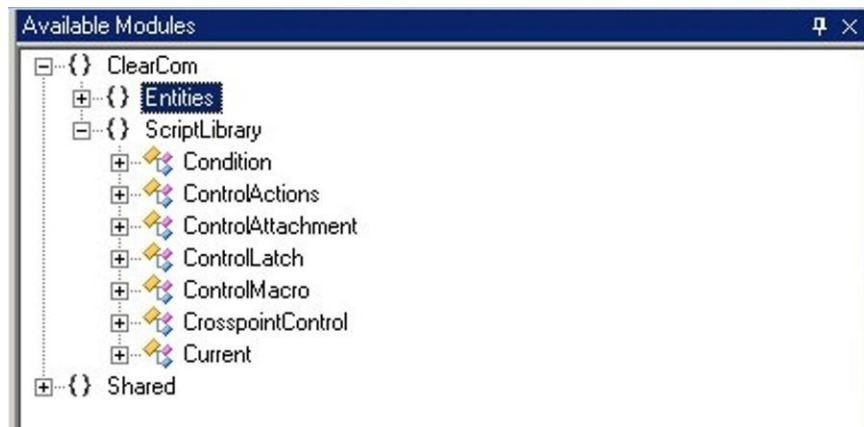 Available Modules
{} ClearCom
{} Entities
{} ScriptLibrary
Condition
ControlActions
ControlAttachment
ControlLatch
ControlMacro
CrosspointControl
Current
{} Shared